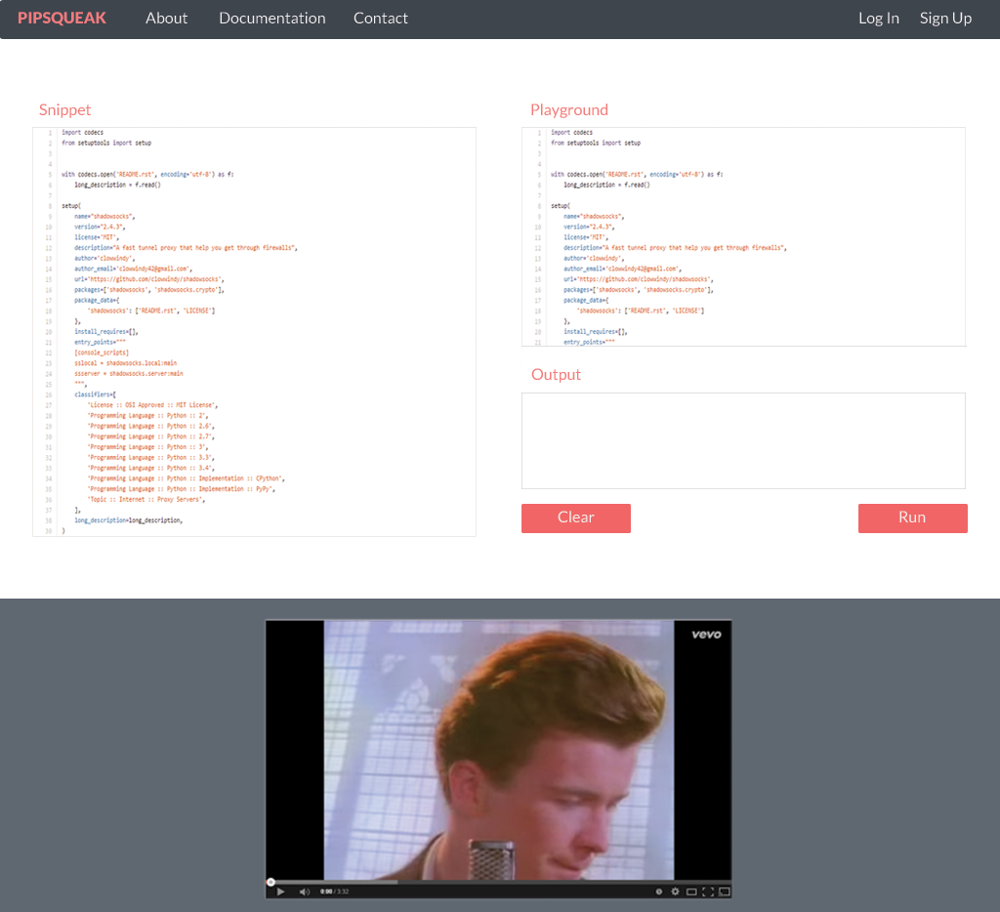 PIPSQUEAK About Documentation Contact Log In Sign Up
Snippet
1 import codecs
2 from setuptools import setup
3
4
5 with codecs.open('README.rst', encoding='utf-8') as f:
6 long_description = f.read()
7
8 setup(
9 name="shadowsocks",
10 version="2.4.3",
11 license='MIT',
12 description="A fast tunnel proxy that help you get through firewalls",
13 author='clowwindy',
14 author_email='clowwindy42@gmail.com',
15 url='https://github.com/clowwindy/shadowsocks',
16 packages=['shadowsocks', 'shadowsocks.crypto'],
17 package_data={
18 'shadowsocks': ['README.rst', 'LICENSE']
19 },
20 install_requires=[],
21 entry_points="""
22 [console_scripts]
23 sslocal = shadowsocks.local:main
24 ssserver = shadowsocks.server:main
25 """,
26 classifiers=[
27 'License :: OSI Approved :: MIT License',
28 'Programming Language :: Python :: 2',
29 'Programming Language :: Python :: 2.6',
30 'Programming Language :: Python :: 2.7',
31 'Programming Language :: Python :: 3',
32 'Programming Language :: Python :: 3.3',
33 'Programming Language :: Python :: 3.4',
34 'Programming Language :: Python :: Implementation :: CPython',
35 'Programming Language :: Python :: Implementation :: PyPy',
36 'Topic :: Internet :: Proxy Servers',
37 ],
38 long_description=long_description,
39 )
Playground
1 import codecs
2 from setuptools import setup
3
4
5 with codecs.open('README.rst', encoding='utf-8') as f:
6 long_description = f.read()
7
8 setup(
9 name="shadowsocks",
10 version="2.4.3",
11 license='MIT',
12 description="A fast tunnel proxy that help you get through firewalls",
13 author='clowwindy',
14 author_email='clowwindy42@gmail.com',
15 url='https://github.com/clowwindy/shadowsocks',
16 packages=['shadowsocks', 'shadowsocks.crypto'],
17 package_data={
18 'shadowsocks': ['README.rst', 'LICENSE']
19 },
20 install_requires=[],
21 entry_points="""
Output
Clear Run
vevo
0:00 / 3:32